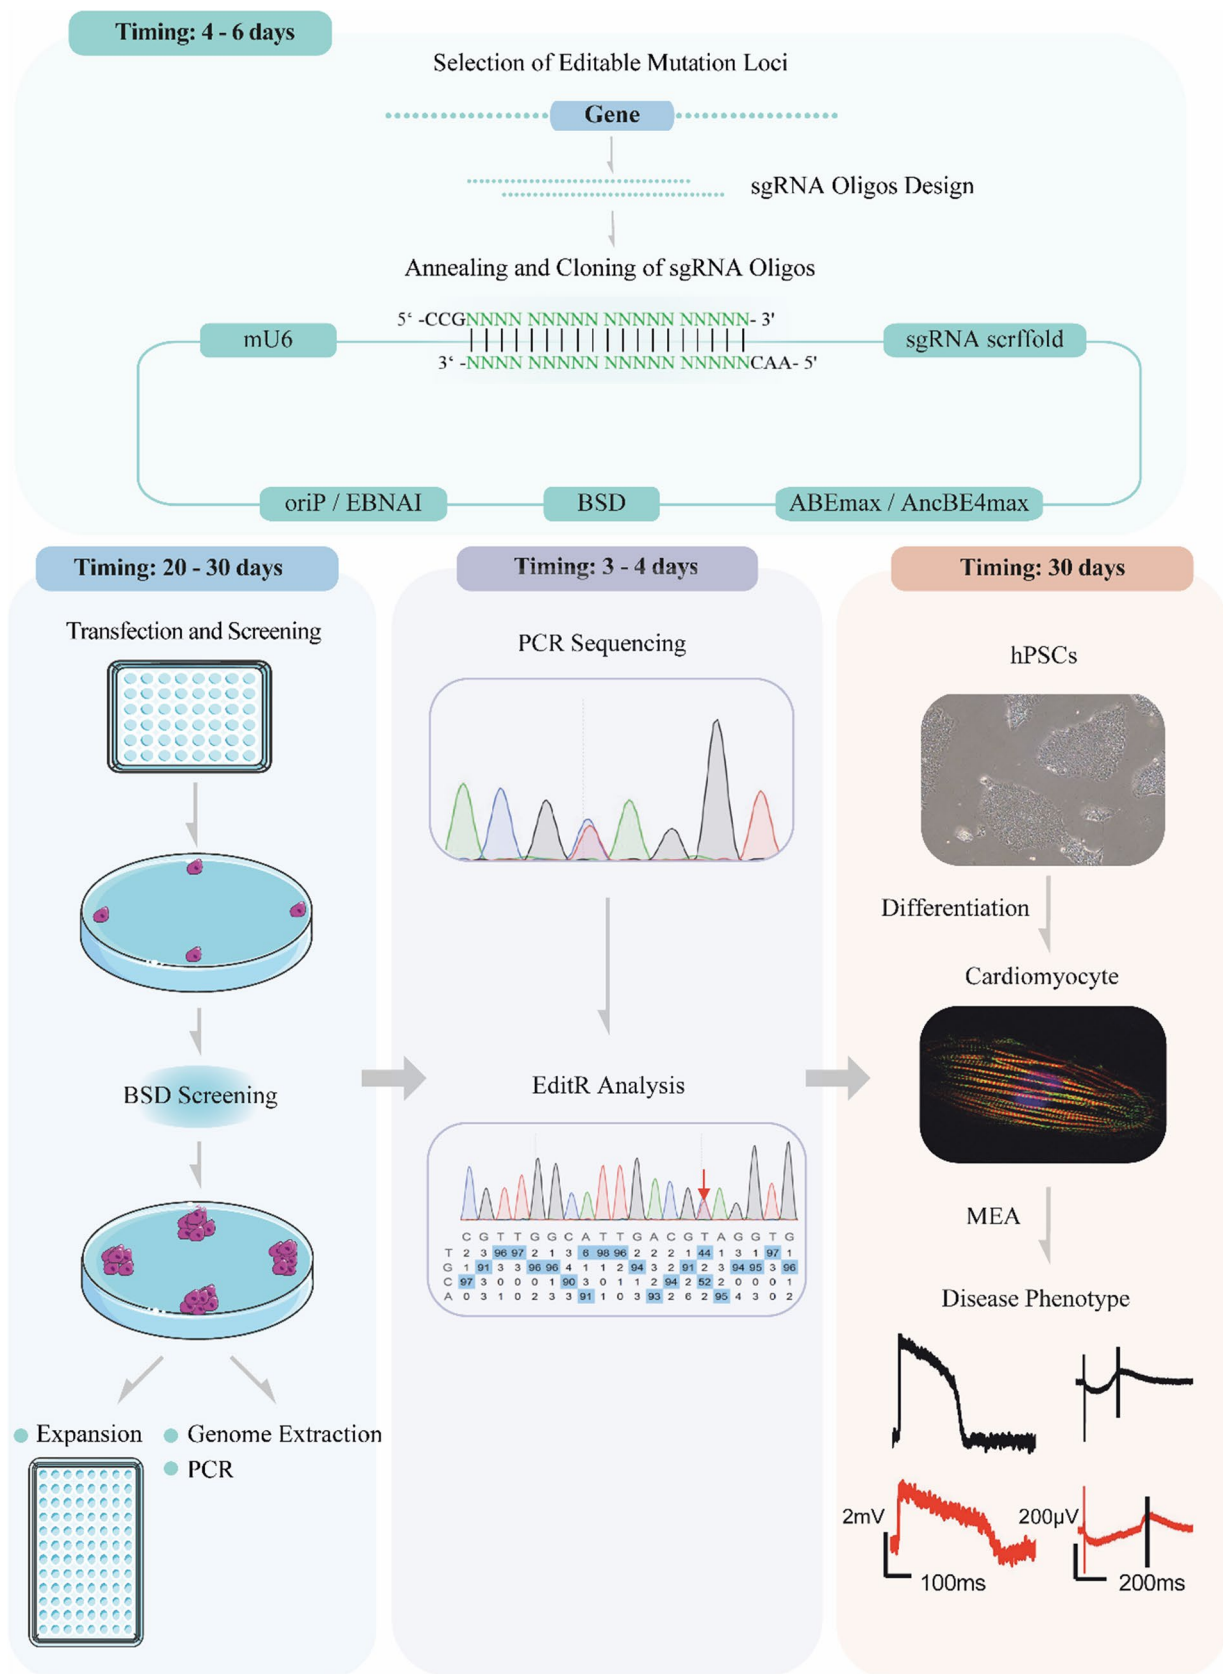 Timing: 4 - 6 days
Selection of Editable Mutation Loci
Gene
sgRNA Oligos Design
Annealing and Cloning of sgRNA Oligos
5‘ -CCGNNNN NNNNN NNNNN NNNNN- 3'
mU6
sgRNA scrffold
3‘ -NNNN NNNNN NNNNN NNNNNCAA- 5'
oriP / EBNAI
BSD
ABEmax / AncBE4max
Timing: 20 - 30 days
Transfection and Screening
BSD Screening
Expansion
Genome Extraction
PCR
Timing: 3 - 4 days
PCR Sequencing
EditR Analysis
C G T T G G C A T T G A C G T A G G T G
T 2 3 96 97 2 1 3 6 98 96 2 2 2 1 44 1 3 1 97 1
G 1 91 1 1 96 96 4 1 1 2 94 3 2 91 2 3 94 95 3 96
C 97 3 0 0 0 1 90 3 0 1 1 2 94 2 52 2 0 0 0 1
A 0 3 1 0 2 3 3 91 1 0 3 93 2 6 2 95 4 3 0 2
Timing: 30 days
hPSCs
Differentiation
Cardiomyocyte
MEA
Disease Phenotype
2mV
100ms
200μV
200ms